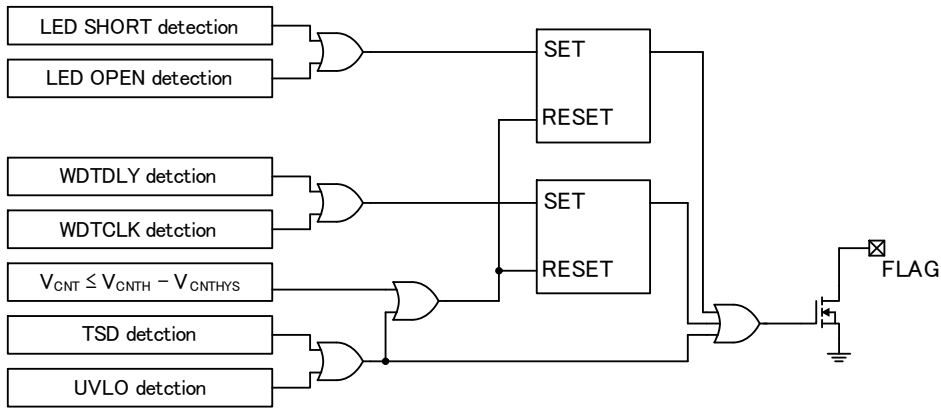 LED SHORT detection
LED OPEN detection
SET
RESET
WDTDLY detction
WDTCLK detction
SET
RESET
V_CNT ≤ V_CNTH − V_CNTHYS
FLAG
TSD detction
UVLO detction